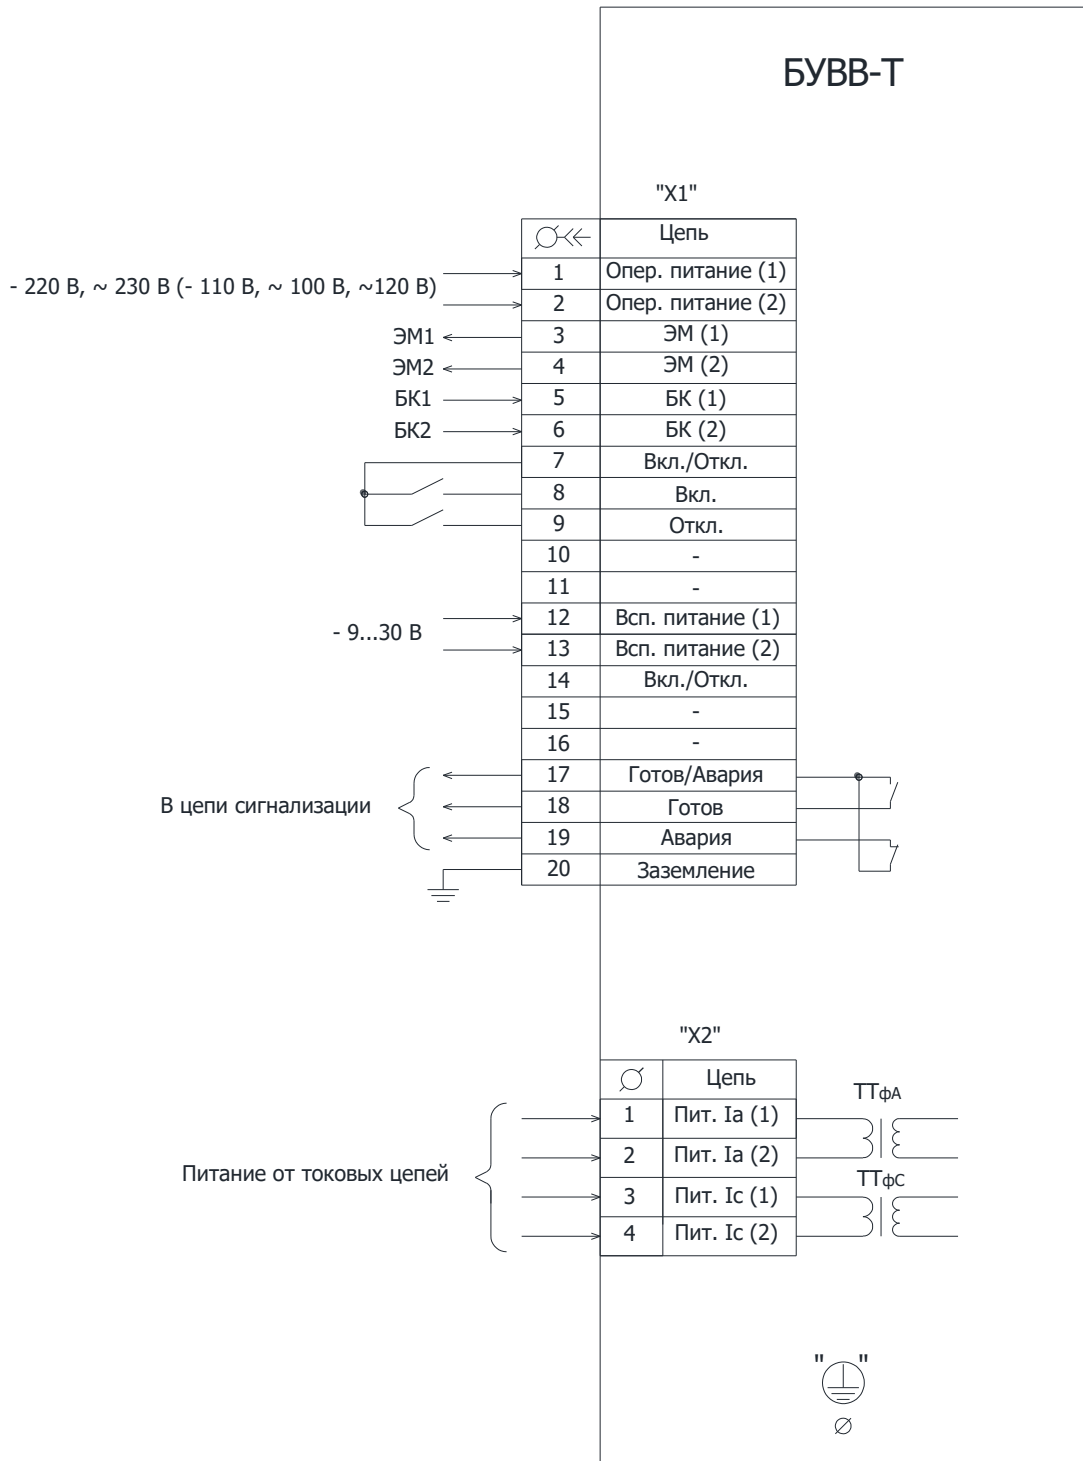 БУВВ-Т
"X1"
Цепь
- 220 В, ~ 230 В (- 110 В, ~ 100 В, ~120 В)
1 Опер. питание (1)
2 Опер. питание (2)
ЭМ1 3 ЭМ (1)
ЭМ2 4 ЭМ (2)
БК1 5 БК (1)
БК2 6 БК (2)
7 Вкл./Откл.
8 Вкл.
9 Откл.
10 -
11 -
- 9...30 В
12 Всп. питание (1)
13 Всп. питание (2)
14 Вкл./Откл.
15 -
16 -
17 Готов/Авария
В цепи сигнализации 18 Готов
19 Авария
20 Заземление
"X2"
Цепь
ТТфА
1 Пит. Ia (1)
2 Пит. Ia (2)
Питание от токовых цепей
ТТфС
3 Пит. Ic (1)
4 Пит. Ic (2)
" "